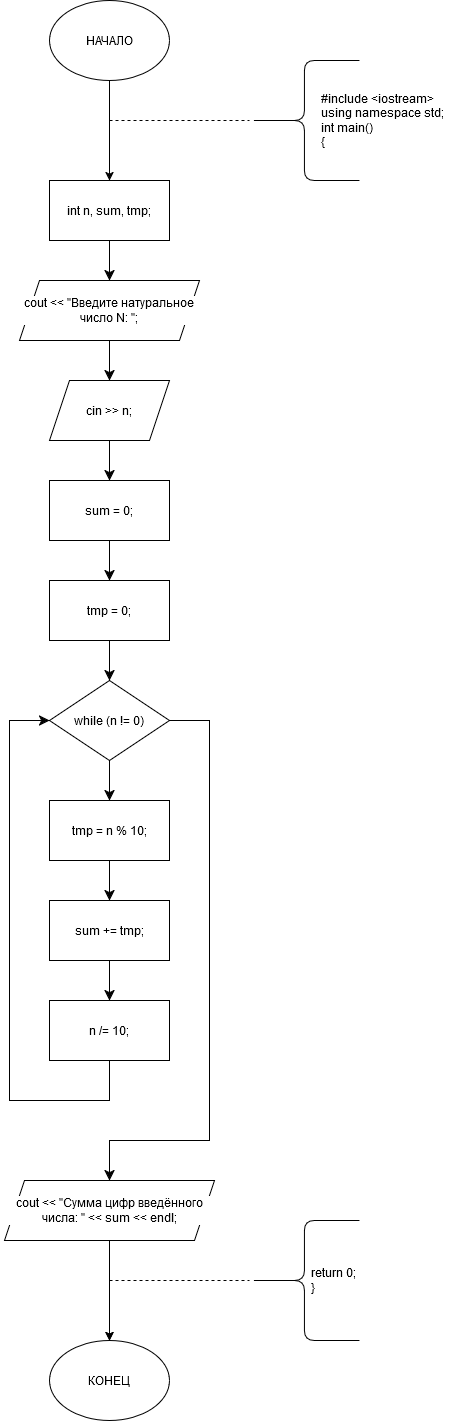 НАЧАЛО
#include <iostream>
using namespace std;
int main()
{
int n, sum, tmp;
cout << "Введите натуральное
число N: ";
cin >> n;
sum = 0;
tmp = 0;
while (n != 0)
tmp = n % 10;
sum += tmp;
n /= 10;
cout << "Сумма цифр введённого
числа: " << sum << endl;
return 0;
}
КОНЕЦ